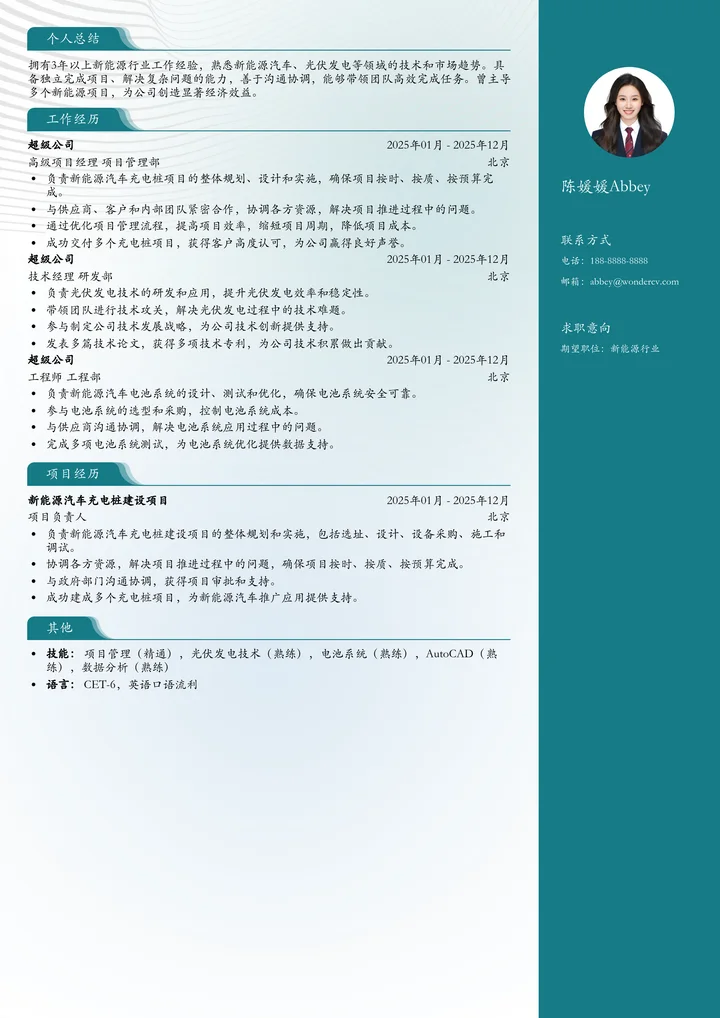 个人总结
拥有3年以上新能源行业工作经验，熟悉新能源汽车、光伏发电等领域的技术和市场趋势。具
备独立完成项目、解决复杂问题的能力，善于沟通协调，能够带领团队高效完成任务。曾主导
多个新能源项目，为公司创造显著经济效益。
工作经历
超级公司 2025年01月 - 2025年12月
高级项目经理 项目管理部 北京
• 负责新能源汽车充电桩项目的整体规划、设计和实施，确保项目按时、按质、按预算完
成。
• 与供应商、客户和内部团队紧密合作，协调各方资源，解决项目推进过程中的问题。
• 通过优化项目管理流程，提高项目效率，缩短项目周期，降低项目成本。
• 成功交付多个充电桩项目，获得客户高度认可，为公司赢得良好声誉。
超级公司 2025年01月 - 2025年12月
技术经理 研发部 北京
• 负责光伏发电技术的研发和应用，提升光伏发电效率和稳定性。
• 带领团队进行技术攻关，解决光伏发电过程中的技术难题。
• 参与制定公司技术发展战略，为公司技术创新提供支持。
• 发表多篇技术论文，获得多项技术专利，为公司技术积累做出贡献。
超级公司 2025年01月 - 2025年12月
工程师 工程部 北京
• 负责新能源汽车电池系统的设计、测试和优化，确保电池系统安全可靠。
• 参与电池系统的选型和采购，控制电池系统成本。
• 与供应商沟通协调，解决电池系统应用过程中的问题。
• 完成多项电池系统测试，为电池系统优化提供数据支持。
项目经历
新能源汽车充电桩建设项目 2025年01月 - 2025年12月
项目负责人 北京
• 负责新能源汽车充电桩建设项目的整体规划和实施，包括选址、设计、设备采购、施工和
调试。
• 协调各方资源，解决项目推进过程中的问题，确保项目按时、按质、按预算完成。
• 与政府部门沟通协调，获得项目审批和支持。
• 成功建成多个充电桩项目，为新能源汽车推广应用提供支持。
其他
• 技能： 项目管理（精通），光伏发电技术（熟练），电池系统（熟练），AutoCAD（熟
练），数据分析（熟练）
• 语言： CET-6，英语口语流利
陈媛媛Abbey
联系方式
电话：188-8888-8888
邮箱：abbey@wondercv.com
求职意向
期望职位：新能源行业